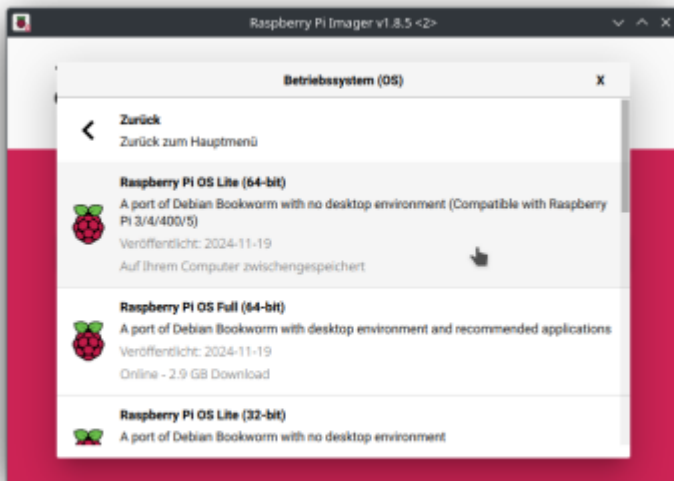 Raspberry Pi Imager v1.8.5 <2>
Betriebssystem (OS)
X
Zurück
Zurück zum Hauptmenü
Raspberry Pi OS Lite (64-bit)
A port of Debian Bookworm with no desktop environment (Compatible with Raspberry
Pi 3/4/400/5)
Veröffentlicht: 2024-11-19
Auf Ihrem Computer zwischengespeichert
Raspberry Pi OS Full (64-bit)
A port of Debian Bookworm with desktop environment and recommended applications
Veröffentlicht: 2024-11-19
Online - 2.9 GB Download
Raspberry Pi OS Lite (32-bit)
A port of Debian Bookworm with no desktop environment